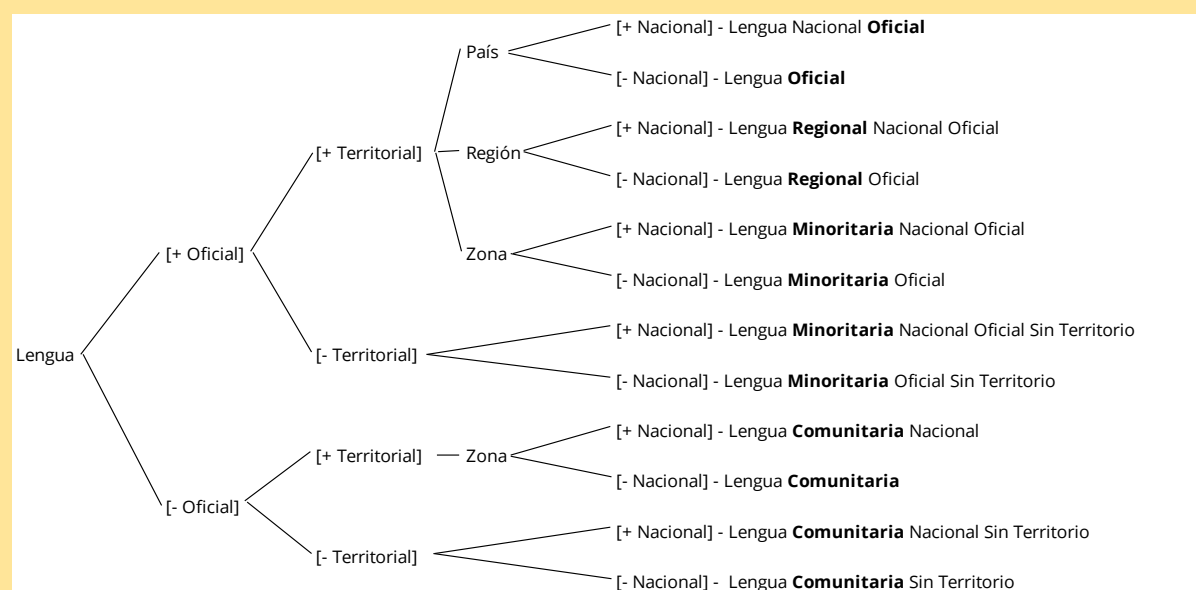 [+ Nacional] - Lengua Nacional Oficial
País
[- Nacional] - Lengua Oficial
[+ Nacional] - Lengua Regional Nacional Oficial
[+ Territorial]
Región
[- Nacional] - Lengua Regional Oficial
[+ Nacional] - Lengua Minoritaria Nacional Oficial
[+ Oficial]
Zona
[- Nacional] - Lengua Minoritaria Oficial
[+ Nacional] - Lengua Minoritaria Nacional Oficial Sin Territorio
Lengua
[- Territorial]
[- Nacional] - Lengua Minoritaria Oficial Sin Territorio
[+ Nacional] - Lengua Comunitaria Nacional
[+ Territorial]
Zona
[- Nacional] - Lengua Comunitaria
[- Oficial]
[+ Nacional] - Lengua Comunitaria Nacional Sin Territorio
[- Territorial]
[- Nacional] - Lengua Comunitaria Sin Territorio